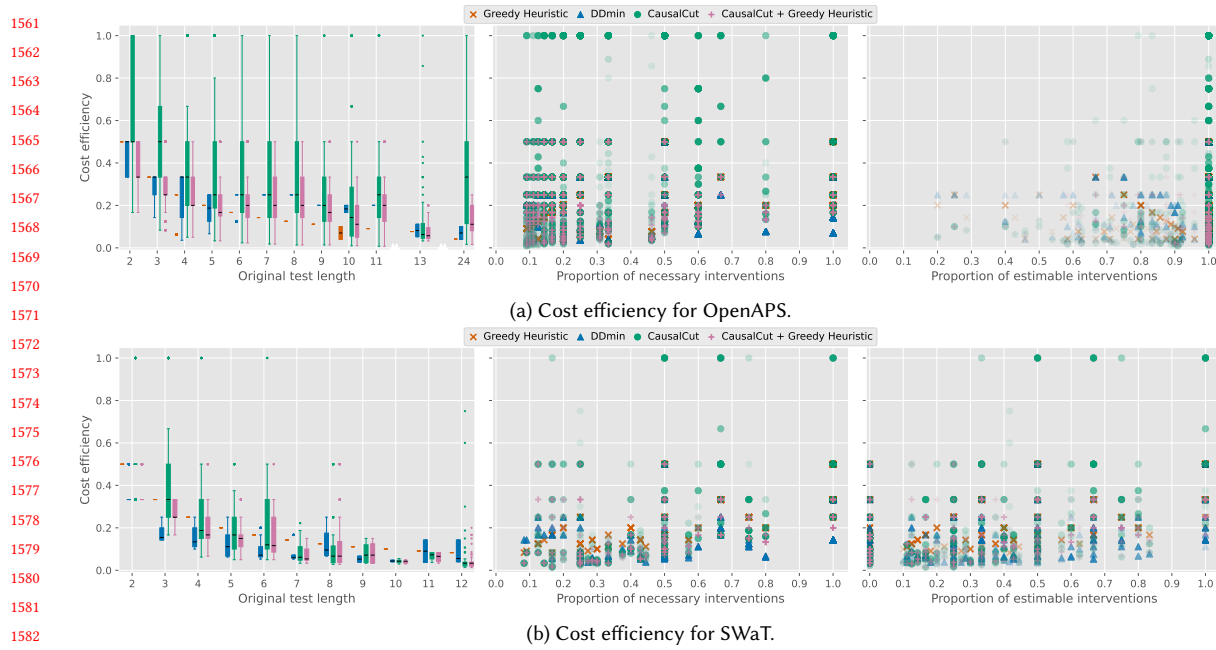 1561
1562
1563
1564
1565
1566
1567
1568
1569
1570
1571
1572
1573
1574
1575
1576
1577
1578
1579
1580
1581
1582
Greedy Heuristic DDmin CausalCut CausalCut + Greedy Heuristic
Cost efficiency
1.0
0.8
0.6
0.4
0.2
0.0
2 3 4 5 6 7 8 9 10 11 13 24
Original test length
0.0 0.1 0.2 0.3 0.4 0.5 0.6 0.7 0.8 0.9 1.0
Proportion of necessary interventions
0.0 0.1 0.2 0.3 0.4 0.5 0.6 0.7 0.8 0.9 1.0
Proportion of estimable interventions
(a) Cost efficiency for OpenAPS.
Greedy Heuristic DDmin CausalCut CausalCut + Greedy Heuristic
Cost efficiency
1.0
0.8
0.6
0.4
0.2
0.0
2 3 4 5 6 7 8 9 10 11 12
Original test length
0.0 0.1 0.2 0.3 0.4 0.5 0.6 0.7 0.8 0.9 1.0
Proportion of necessary interventions
0.0 0.1 0.2 0.3 0.4 0.5 0.6 0.7 0.8 0.9 1.0
Proportion of estimable interventions
(b) Cost efficiency for SWaT.